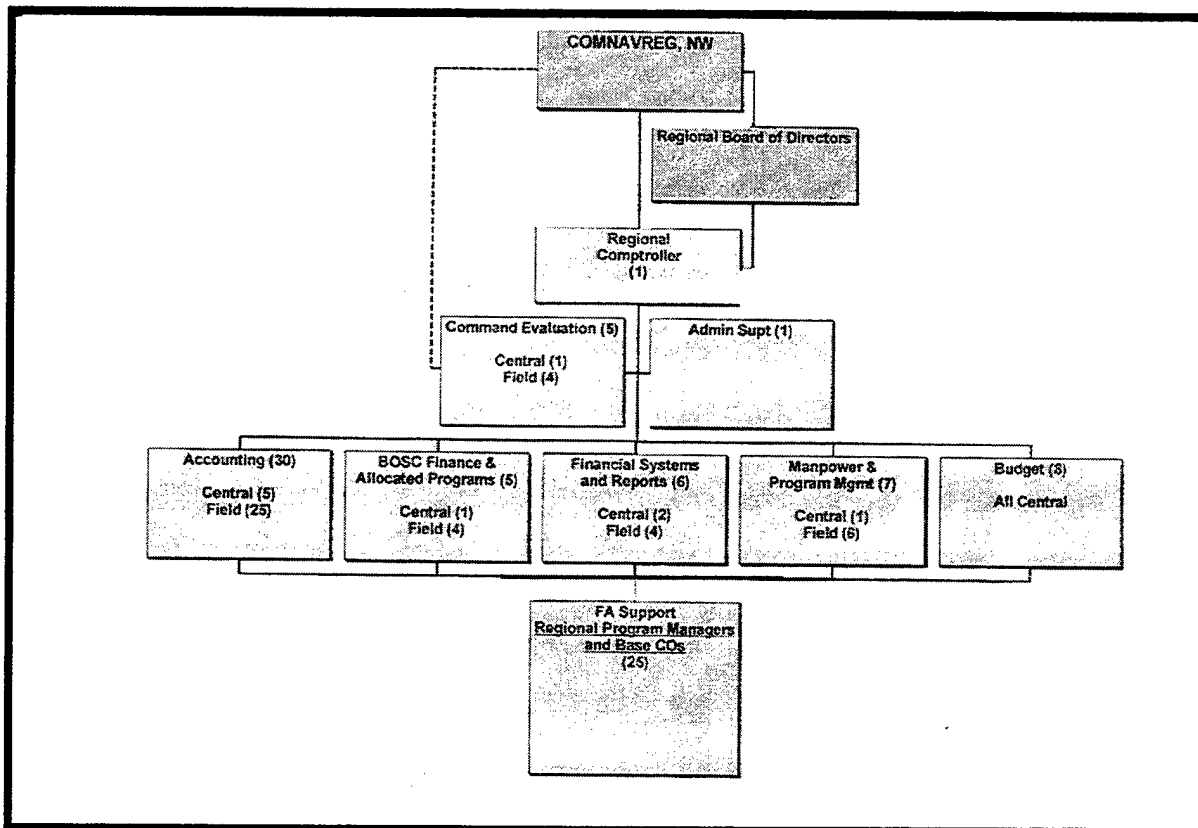 COMNAVREG, NW
Regional Board of Directors
Regional
Comptroller
(1)
Command Evaluation (5)
Central (1)
Field (4)
Admin Supt (1)
Accounting (30)
Central (5)
Field (25)
BOSC Finance &
Allocated Programs (5)
Central (1)
Field (4)
Financial Systems
and Reports (6)
Central (2)
Field (4)
Manpower &
Program Mgmt (7)
Central (1)
Field (6)
Budget (8)
All Central
FA Support
Regional Program Managers
and Base COs
(25)